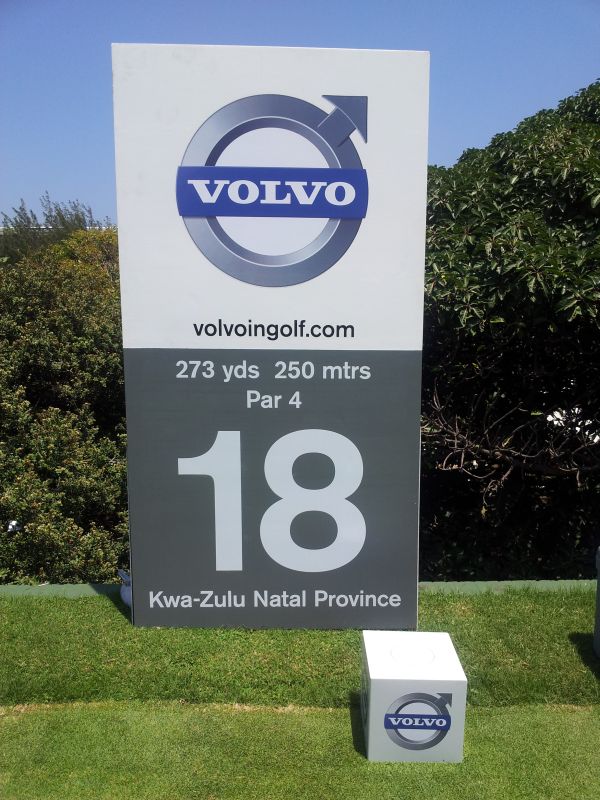 VOLVO
volvoingolf.com
273 yds 250 mtrs
Par 4
18
Kwa-Zulu Natal Province
VOLVO